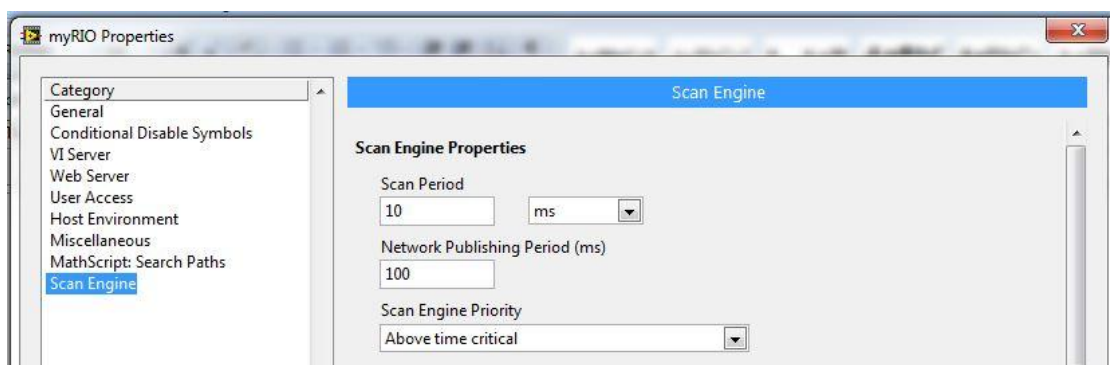 myRIO Properties
Category
General
Conditional Disable Symbols
VI Server
Web Server
User Access
Host Environment
Miscellaneous
MathScript: Search Paths
Scan Engine
Scan Engine
Scan Engine Properties
Scan Period
10 ms
Network Publishing Period (ms)
100
Scan Engine Priority
Above time critical